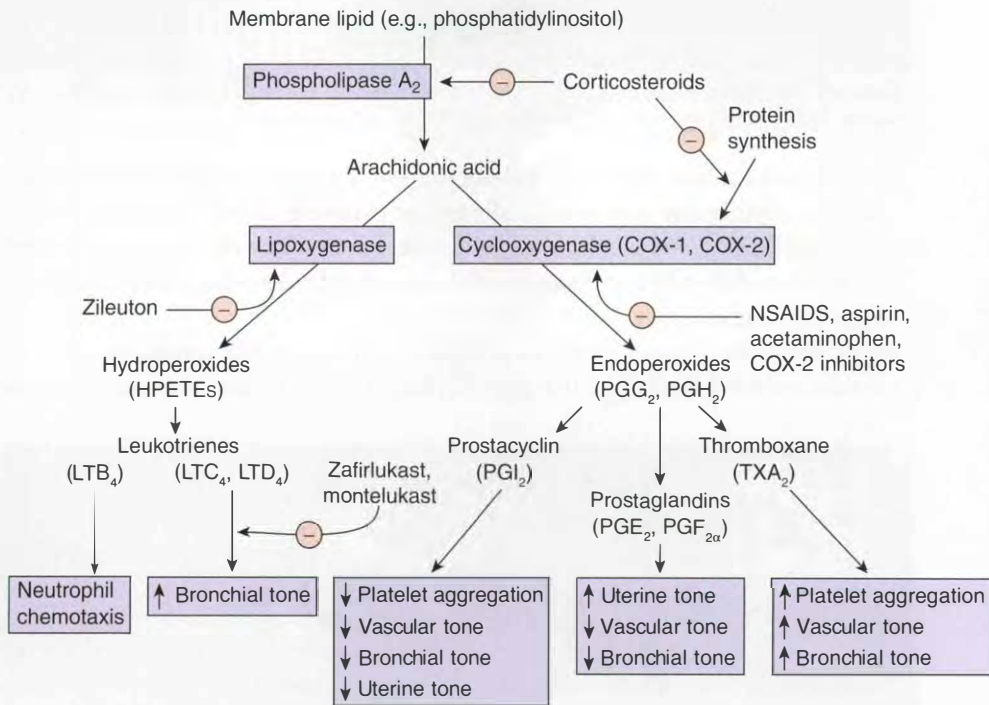 Membrane lipid (e.g., phosphatidylinositol)
Phospholipase A₂
−
Corticosteroids
−
Protein
synthesis
Arachidonic acid
Lipoxygenase
Cyclooxygenase (COX-1, COX-2)
Zileuton
−
−
NSAIDS, aspirin,
acetaminophen,
COX-2 inhibitors
Hydroperoxides
(HPETEs)
Endoperoxides
(PGG₂, PGH₂)
Leukotrienes
(LTB₄) (LTC₄, LTD₄)
Zafirlukast,
montelukast
−
Prostacyclin
(PGI₂)
Prostaglandins
(PGE₂, PGF₂α)
Thromboxane
(TXA₂)
Neutrophil
chemotaxis
↑ Bronchial tone
↓ Platelet aggregation
↓ Vascular tone
↓ Bronchial tone
↓ Uterine tone
↑ Uterine tone
↓ Vascular tone
↓ Bronchial tone
↑ Platelet aggregation
↑ Vascular tone
↑ Bronchial tone